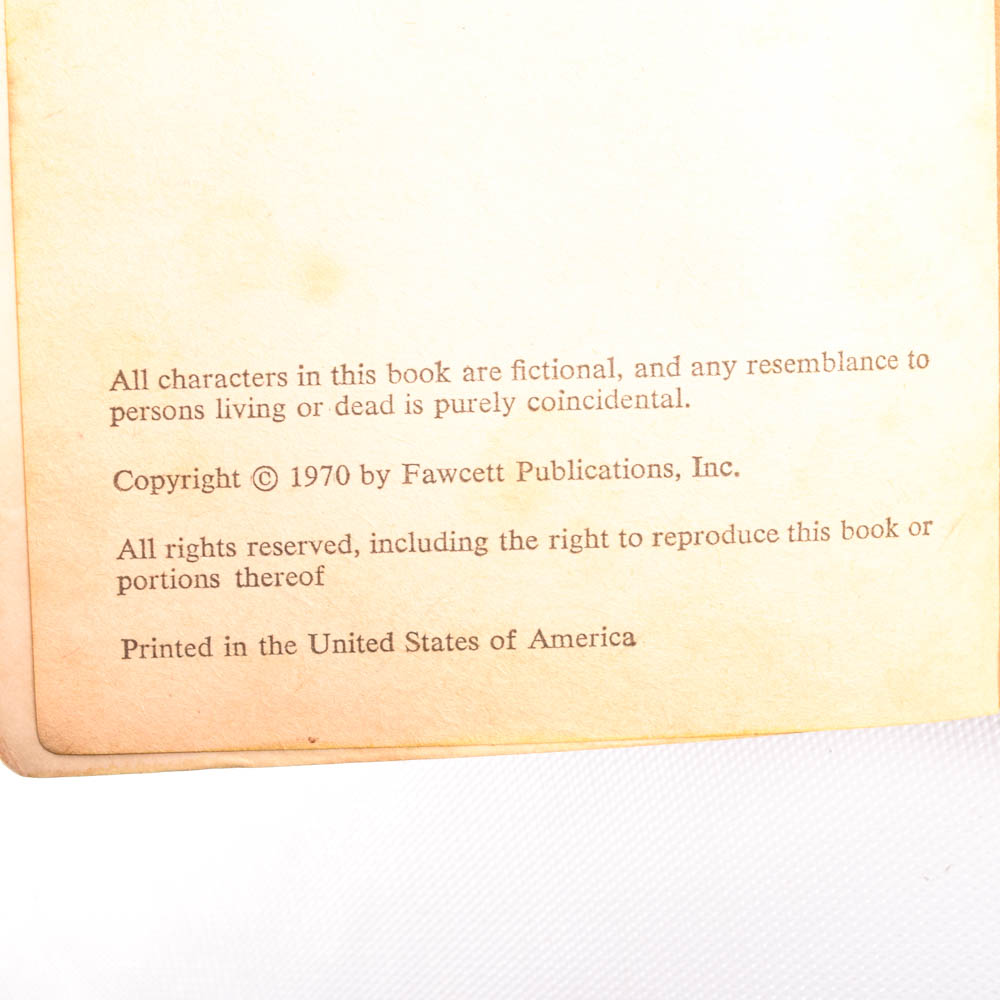 All characters in this book are fictional, and any resemblance to
persons living or dead is purely coincidental.
Copyright © 1970 by Fawcett Publications, Inc.
All rights reserved, including the right to reproduce this book or
portions thereof
Printed in the United States of America